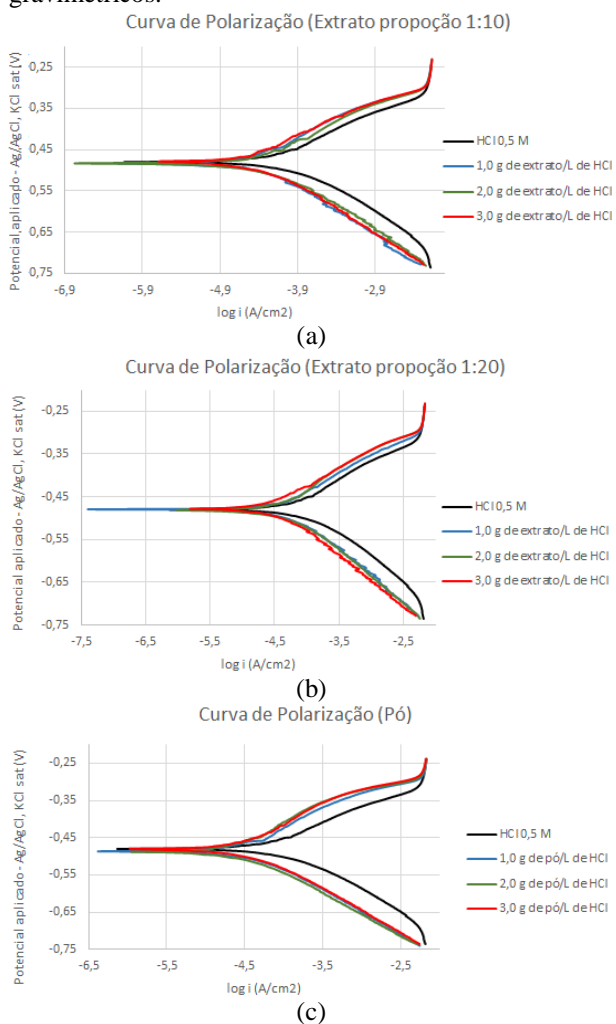 gravimétricos.
Curva de Polarização (Extrato propoção 1:10)
Potencial,aplicado - Ag/AgCl, KCl sat (V)
-0,25
0,35
0,45
0,55
0,65
0,75
-6,9 -5,9 -4,9 -3,9 -2,9
log i (A/cm2)
HCl 0,5 M
1,0 g de extrato/L de HCl
2,0 g de extrato/L de HCl
3,0 g de extrato/L de HCl
(a)
Curva de Polarização (Extrato propoção 1:20)
Potencial aplicado - Ag/AgCl, KCl sat (V)
-0,25
-0,35
-0,45
-0,55
-0,65
-0,75
-7,5 -6,5 -5,5 -4,5 -3,5 -2,5
log i (A/cm2)
HCl 0,5 M
1,0 g de extrato/L de HCl
2,0 g de extrato/L de HCl
3,0 g de extrato/L de HCl
(b)
Curva de Polarização (Pó)
Potencial aplicado - Ag/AgCl, KCl sat (V)
-0,25
-0,35
-0,45
-0,55
-0,65
-0,75
-6,5 -5,5 -4,5 -3,5 -2,5
log i (A/cm2)
HCl 0,5 M
1,0 g de pó/L de HCl
2,0 g de pó/L de HCl
3,0 g de pó/L de HCl
(c)